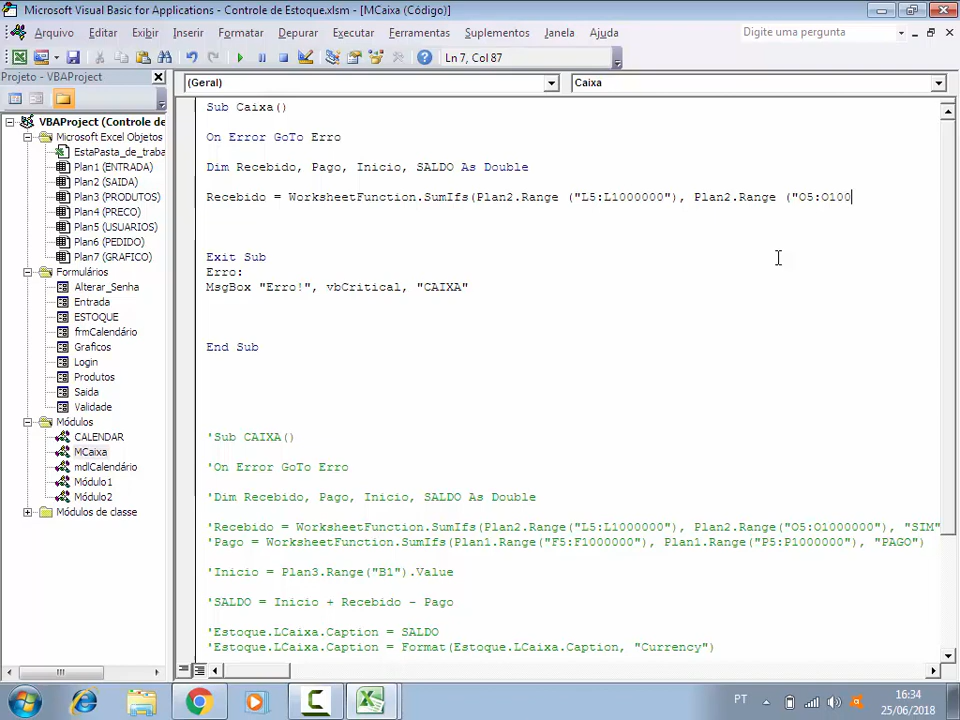 Microsoft Visual Basic for Applications - Controle de Estoque.xlsm - [MCaixa (Código)]
Arquivo Editar Exibir Inserir Formatar Depurar Executar Ferramentas Suplementos Janela Ajuda
Digite uma pergunta
Ln 7, Col 87
Projeto - VBAProject
(Geral)
Caixa
VBAProject (Controle de
Microsoft Excel Objetos
EstaPasta_de_traba
Plan1 (ENTRADA)
Plan2 (SAIDA)
Plan3 (PRODUTOS)
Plan4 (PRECO)
Plan5 (USUARIOS)
Plan6 (PEDIDO)
Plan7 (GRAFICO)
Formulários
Alterar_Senha
Entrada
ESTOQUE
frmCalendário
Graficos
Login
Produtos
Saida
Validade
Módulos
CALENDAR
MCaixa
mdlCalendário
Módulo1
Módulo2
Módulos de classe
Sub Caixa()
On Error GoTo Erro
Dim Recebido, Pago, Inicio, SALDO As Double
Recebido = WorksheetFunction.SumIfs(Plan2.Range ("L5:L1000000"), Plan2.Range ("O5:O100
Exit Sub
Erro:
MsgBox "Erro!", vbCritical, "CAIXA"
End Sub
'Sub CAIXA()
'On Error GoTo Erro
'Dim Recebido, Pago, Inicio, SALDO As Double
'Recebido = WorksheetFunction.SumIfs(Plan2.Range("L5:L1000000"), Plan2.Range("O5:O1000000"), "SIM"
'Pago = WorksheetFunction.SumIfs(Plan1.Range("F5:F1000000"), Plan1.Range("P5:P1000000"), "PAGO")
'Inicio = Plan3.Range("B1").Value
'SALDO = Inicio + Recebido - Pago
'Estoque.LCaixa.Caption = SALDO
'Estoque.LCaixa.Caption = Format(Estoque.LCaixa.Caption, "Currency")
PT
16:34
25/06/2018